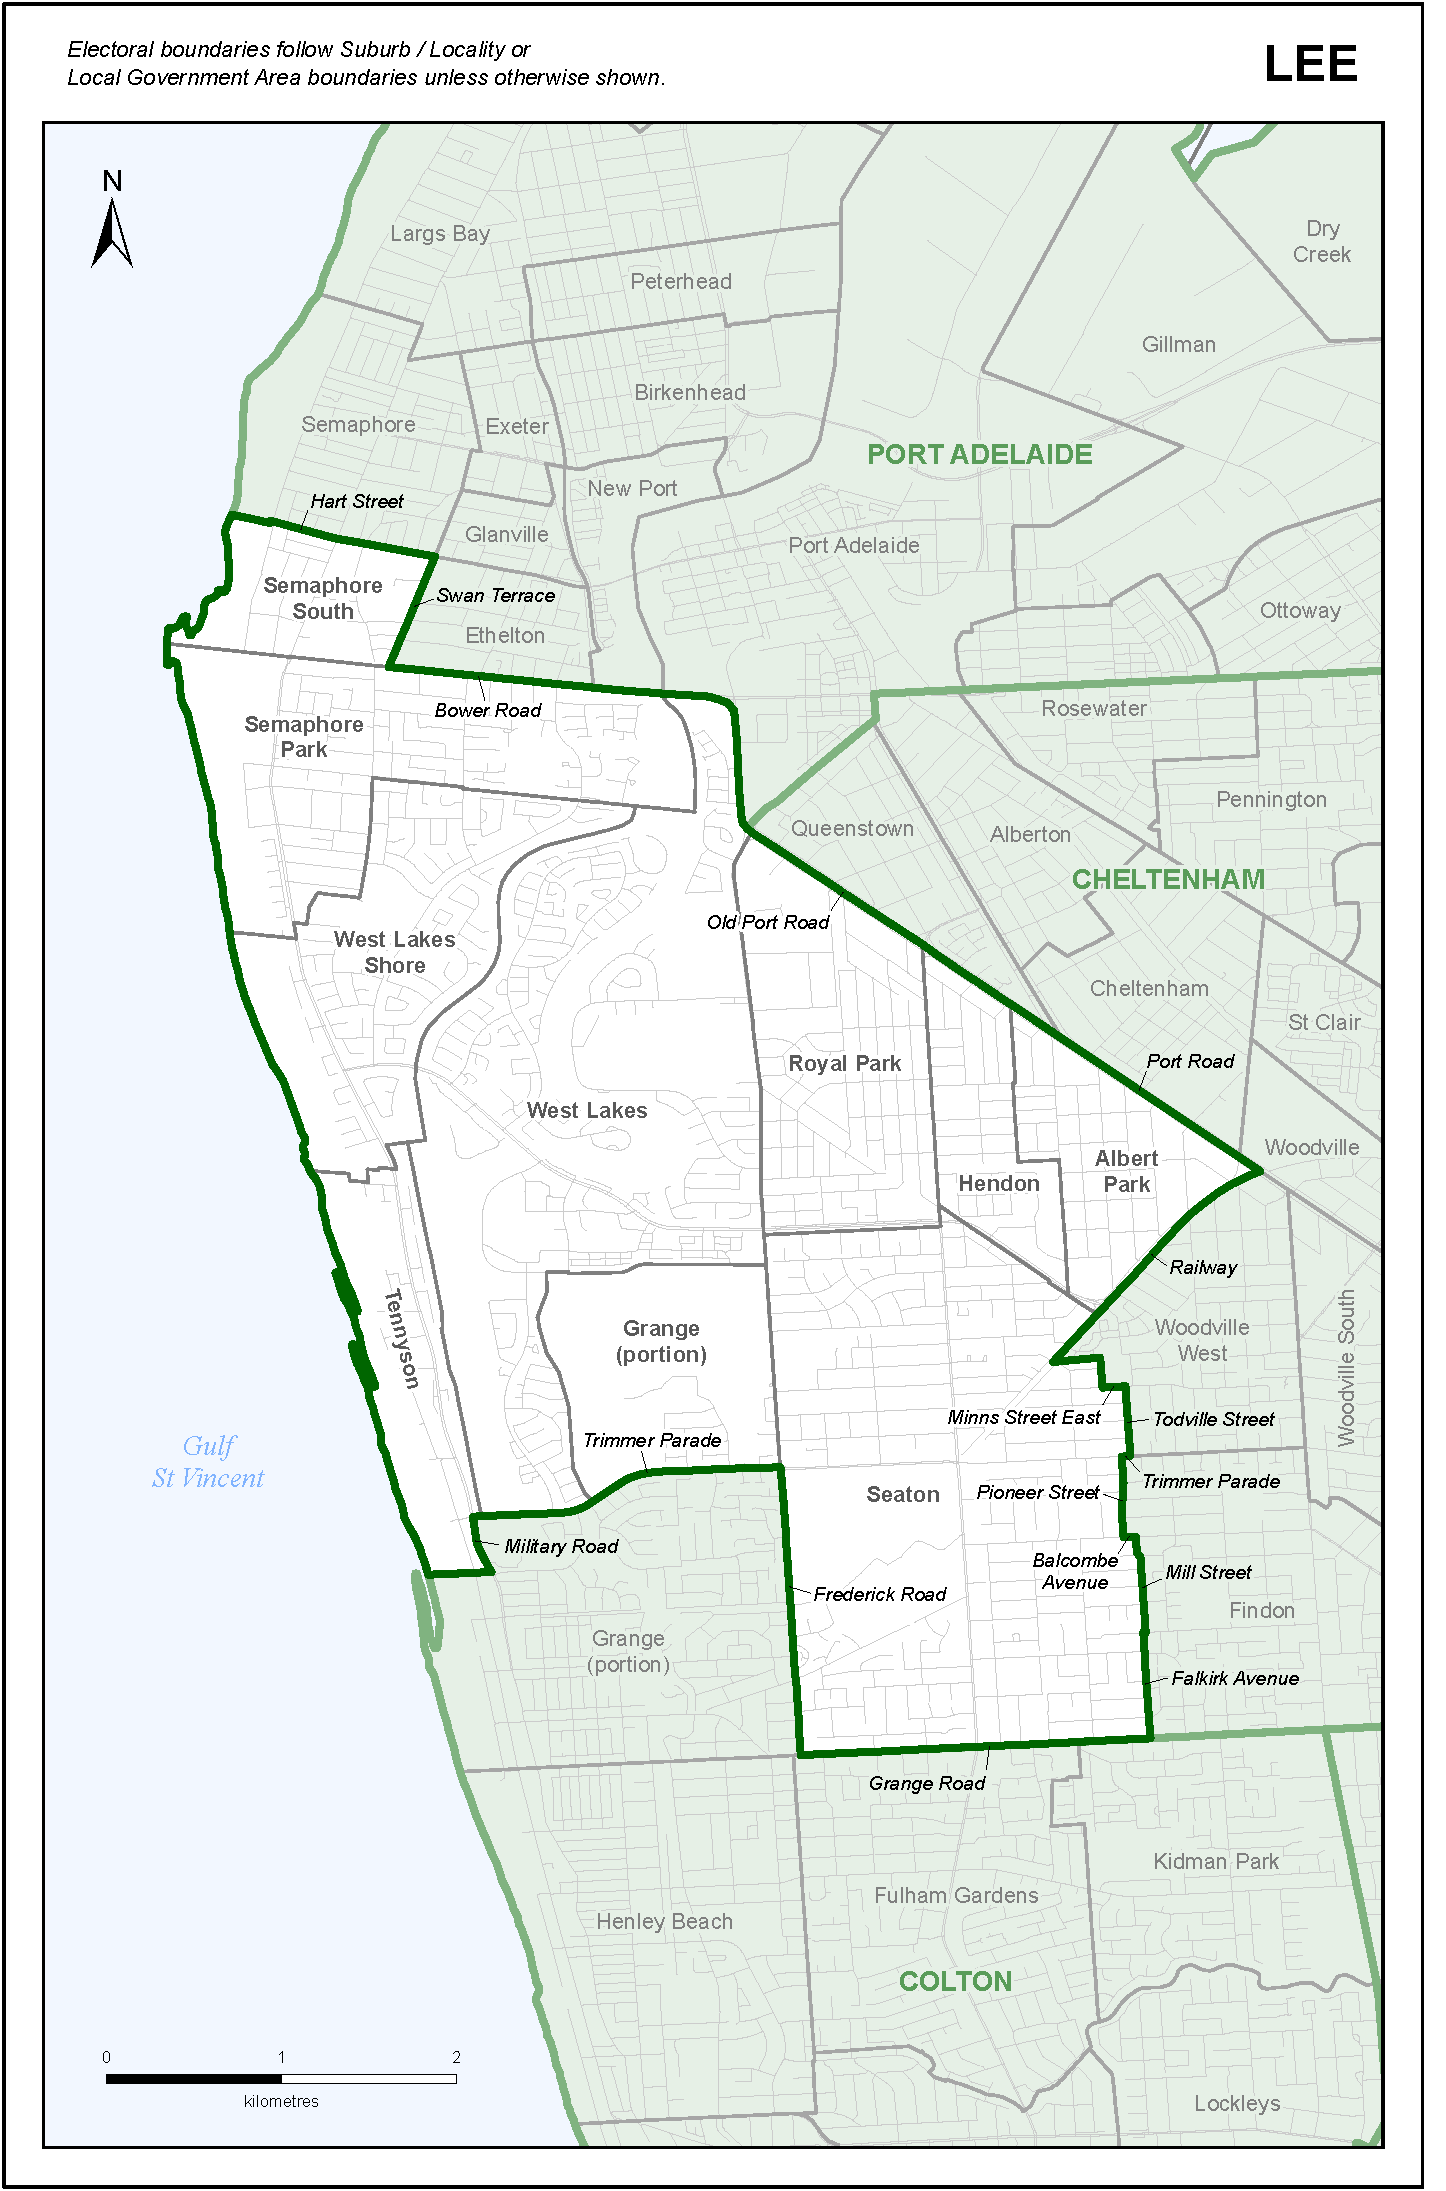 Electoral boundaries follow Suburb / Locality or
Local Government Area boundaries unless otherwise shown.
LEE
N
Largs Bay
Dry
Creek
Peterhead
Gillman
Birkenhead
Semaphore
Exeter
PORT ADELAIDE
New Port
Hart Street
Glanville
Port Adelaide
Semaphore
South
Swan Terrace
Ottoway
Ethelton
Bower Road
Rosewater
Semaphore
Park
Pennington
Queenstown
Alberton
CHELTENHAM
Old Port Road
West Lakes
Shore
Cheltenham
St Clair
Royal Park
Port Road
West Lakes
Woodville
Albert
Park
Hendon
Railway
Tennyson
Grange
(portion)
Woodville
West
Woodville South
Minns Street East
Todville Street
Trimmer Parade
Gulf
St Vincent
Trimmer Parade
Seaton
Pioneer Street
Military Road
Balcombe
Avenue
Mill Street
Frederick Road
Findon
Grange
(portion)
Falkirk Avenue
Grange Road
Kidman Park
Fulham Gardens
Henley Beach
COLTON
0 1 2
kilometres
Lockleys